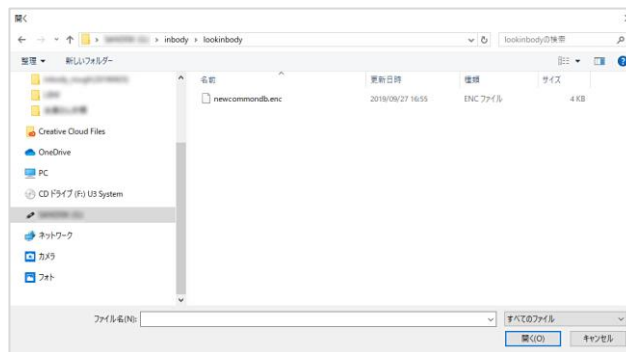 開く
inbody › lookinbody
lookinbodyの検索
整理 新しいフォルダー
名前 更新日時 種類 サイズ
newcommondb.enc 2019/09/27 16:55 ENC ファイル 4 KB
Creative Cloud Files
OneDrive
PC
CD ドライブ (F:) U3 System
ネットワーク
カメラ
フォト
ファイル名(N):
すべてのファイル
開く(O) キャンセル